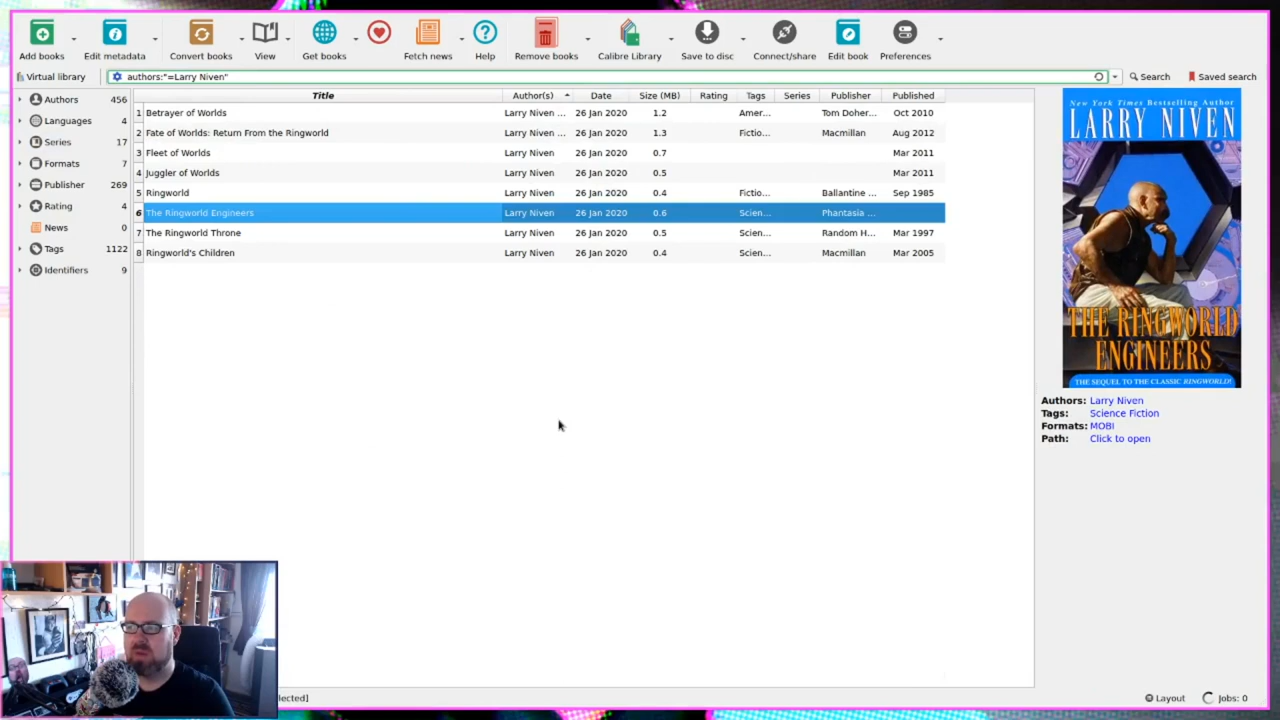 Add books
Edit metadata
Convert books
View
Get books
Fetch news
Help
Remove books
Calibre Library
Save to disc
Connect/share
Edit book
Preferences
Virtual library
authors:"=Larry Niven"
Search
Saved search
Authors 456
Languages 4
Series 17
Formats 7
Publisher 269
Rating 4
News 0
Tags 1122
Identifiers 9
Title Author(s) Date Size (MB) Rating Tags Series Publisher Published
1 Betrayer of Worlds Larry Niven ... 26 Jan 2020 1.2 Amer... Tom Doher... Oct 2010
2 Fate of Worlds: Return From the Ringworld Larry Niven ... 26 Jan 2020 1.3 Fictio... Macmillan Aug 2012
3 Fleet of Worlds Larry Niven 26 Jan 2020 0.7 Mar 2011
4 Juggler of Worlds Larry Niven 26 Jan 2020 0.5 Mar 2011
5 Ringworld Larry Niven 26 Jan 2020 0.4 Fictio... Ballantine ... Sep 1985
6 The Ringworld Engineers Larry Niven 26 Jan 2020 0.6 Scien... Phantasia ...
7 The Ringworld Throne Larry Niven 26 Jan 2020 0.5 Scien... Random H... Mar 1997
8 Ringworld's Children Larry Niven 26 Jan 2020 0.4 Scien... Macmillan Mar 2005
New York Times Bestselling Author
LARRY NIVEN
THE RINGWORLD
ENGINEERS
THE SEQUEL TO THE CLASSIC RINGWORLD!
Authors: Larry Niven
Tags: Science Fiction
Formats: MOBI
Path: Click to open
lected]
Layout
Jobs: 0